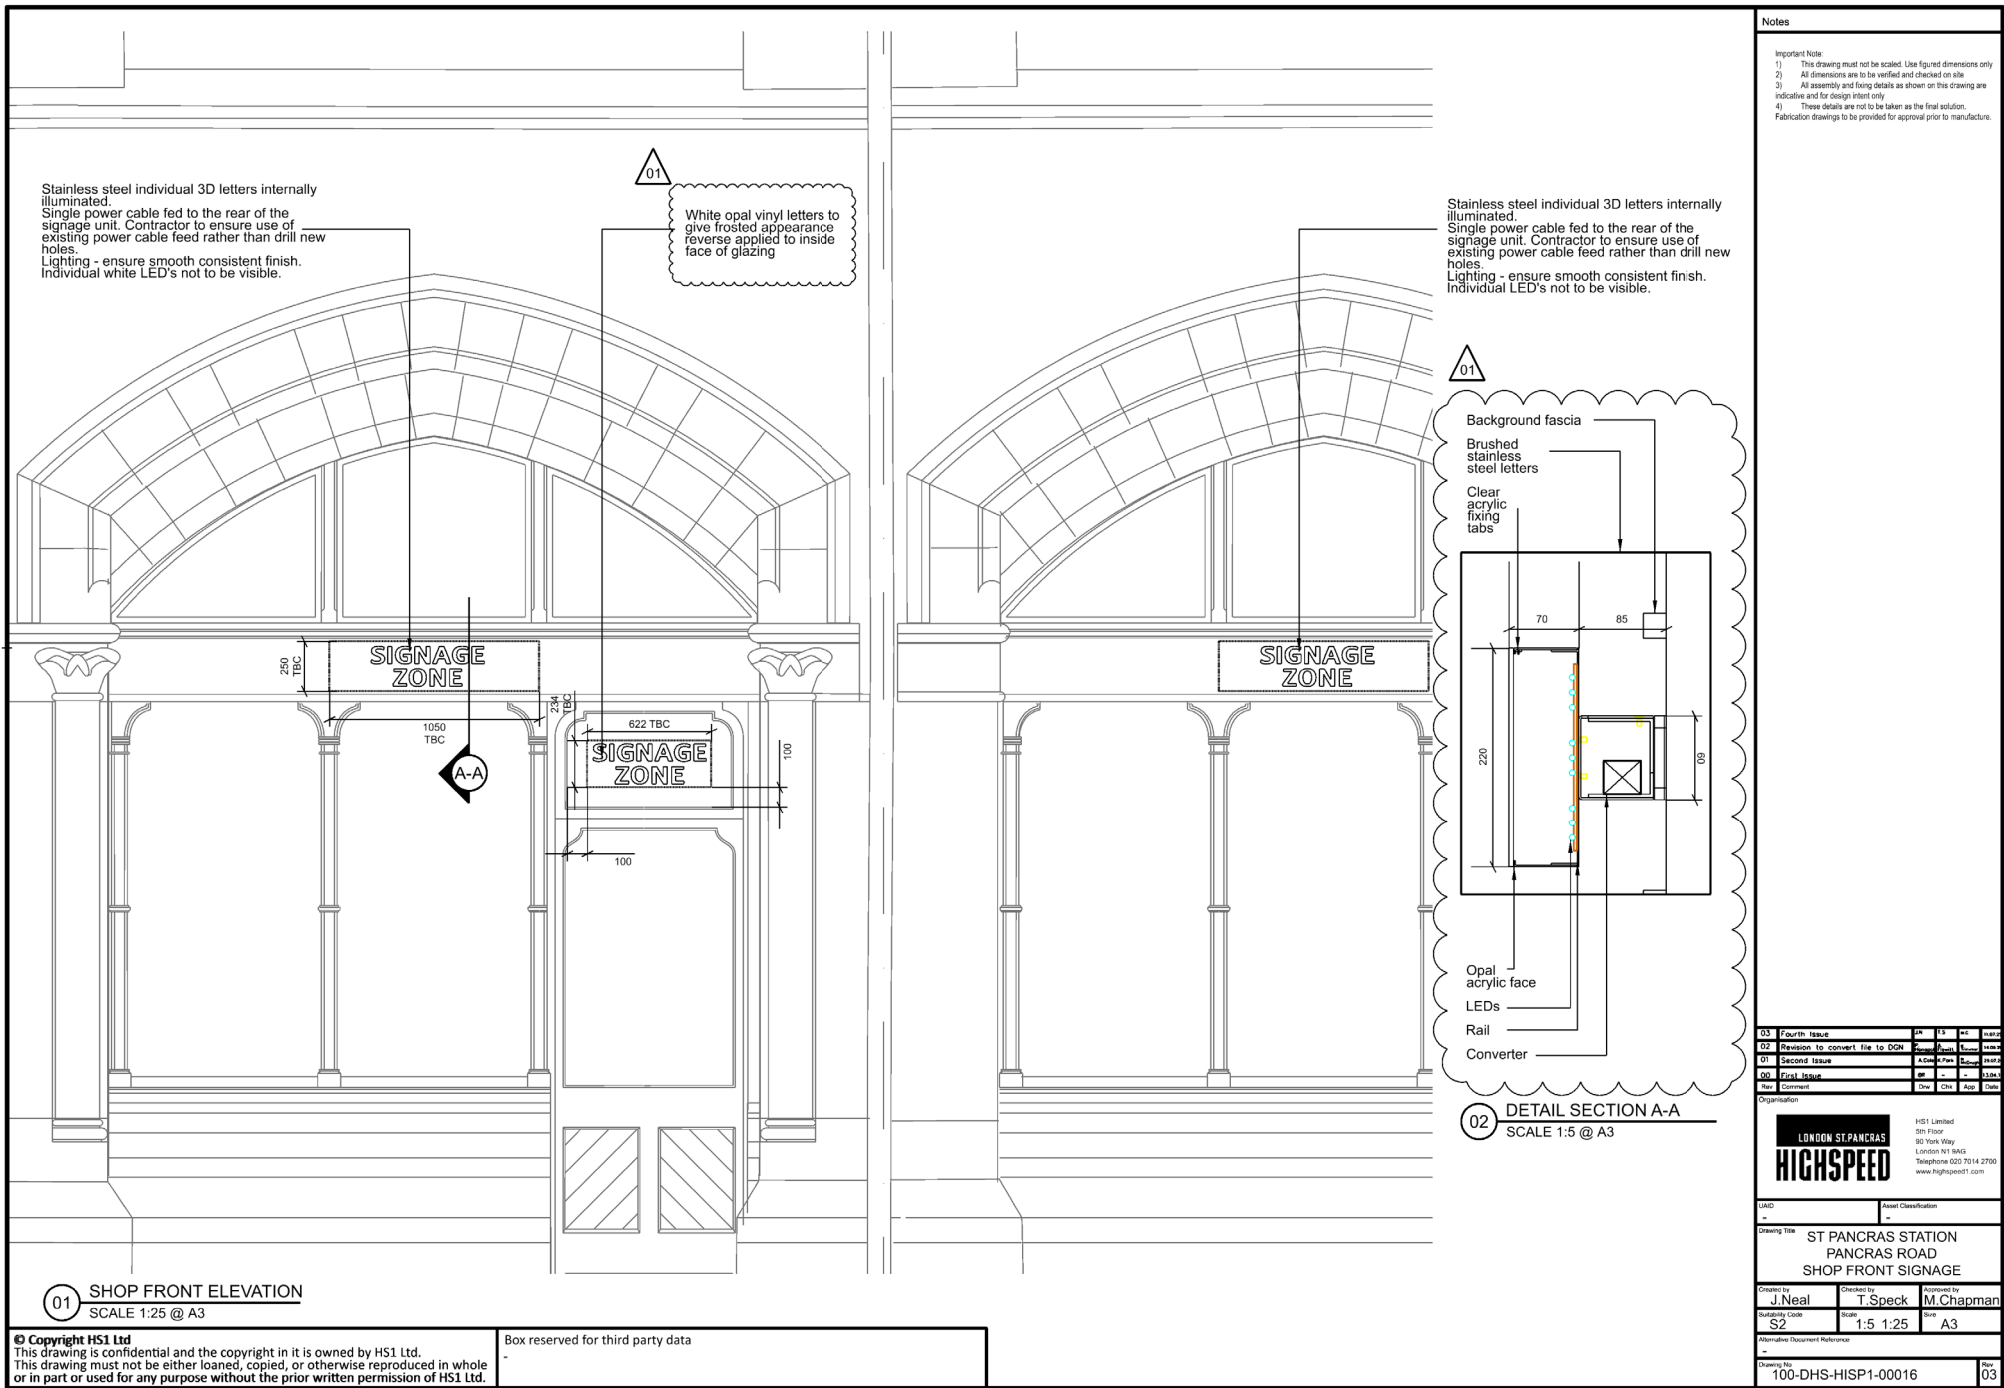 Stainless steel individual 3D letters internally
illuminated.
Single power cable fed to the rear of the
signage unit. Contractor to ensure use of
existing power cable feed rather than drill new
holes.
Lighting - ensure smooth consistent finish.
Individual white LED's not to be visible.
01
White opal vinyl letters to
give frosted appearance
reverse applied to inside
face of glazing
Stainless steel individual 3D letters internally
illuminated.
Single power cable fed to the rear of the
signage unit. Contractor to ensure use of
existing power cable feed rather than drill new
holes.
Lighting - ensure smooth consistent finish.
Individual LED's not to be visible.
01
Background fascia
Brushed
stainless
steel letters
Clear
acrylic
fixing
tabs
70
85
220
60
Opal
acrylic face
LEDs
Rail
Converter
02
DETAIL SECTION A-A
SCALE 1:5 @ A3
SIGNAGE
ZONE
250
TBC
1050
TBC
A-A
234
TBC
622 TBC
SIGNAGE
ZONE
100
100
SIGNAGE
ZONE
01
SHOP FRONT ELEVATION
SCALE 1:25 @ A3
© Copyright HS1 Ltd
This drawing is confidential and the copyright in it is owned by HS1 Ltd.
This drawing must not be either loaned, copied, or otherwise reproduced in whole
or in part or used for any purpose without the prior written permission of HS1 Ltd.
Box reserved for third party data
-
Notes
Important Note:
1) This drawing must not be scaled. Use figured dimensions only
2) All dimensions are to be verified and checked on site
3) All assembly and fixing details as shown on this drawing are
indicative and for design intent only
4) These details are not to be taken as the final solution.
Fabrication drawings to be provided for approval prior to manufacture.
03 Fourth Issue J.N T.S M.C
02 Revision to convert file to DGN
01 Second Issue A.Cole K.Park
00 First Issue - -
Rev Comment Drw Chk App Date
Organisation
LONDON ST.PANCRAS
HIGHSPEED
HS1 Limited
5th Floor
90 York Way
London N1 9AG
Telephone 020 7014 2700
www.highspeed1.com
UAID
-
Asset Classification
-
Drawing Title
ST PANCRAS STATION
PANCRAS ROAD
SHOP FRONT SIGNAGE
Created by
J.Neal
Checked by
T.Speck
Approved by
M.Chapman
Suitability Code
S2
Scale
1:5 1:25
Size
A3
Alternative Document Reference
-
Drawing No
100-DHS-HISP1-00016
Rev
03